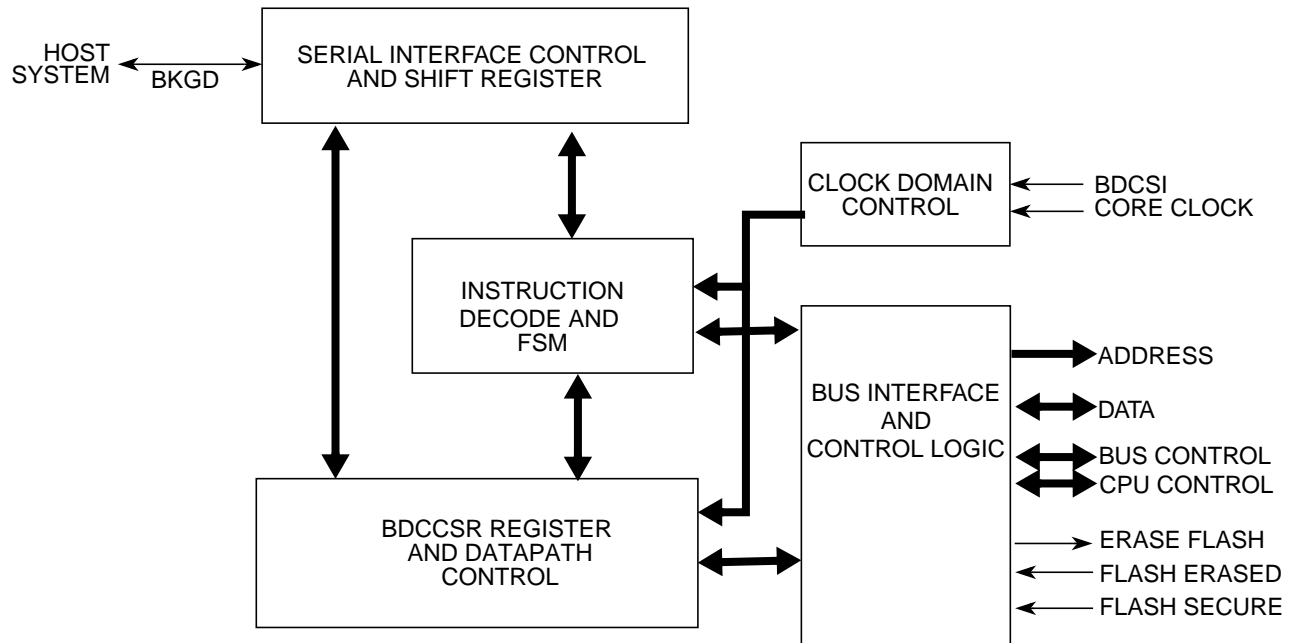 HOST
SYSTEM
BKGD
SERIAL INTERFACE CONTROL
AND SHIFT REGISTER
CLOCK DOMAIN
CONTROL
BDCSI
CORE CLOCK
INSTRUCTION
DECODE AND
FSM
BUS INTERFACE
AND
CONTROL LOGIC
ADDRESS
DATA
BUS CONTROL
CPU CONTROL
ERASE FLASH
FLASH ERASED
FLASH SECURE
BDCCSR REGISTER
AND DATAPATH
CONTROL